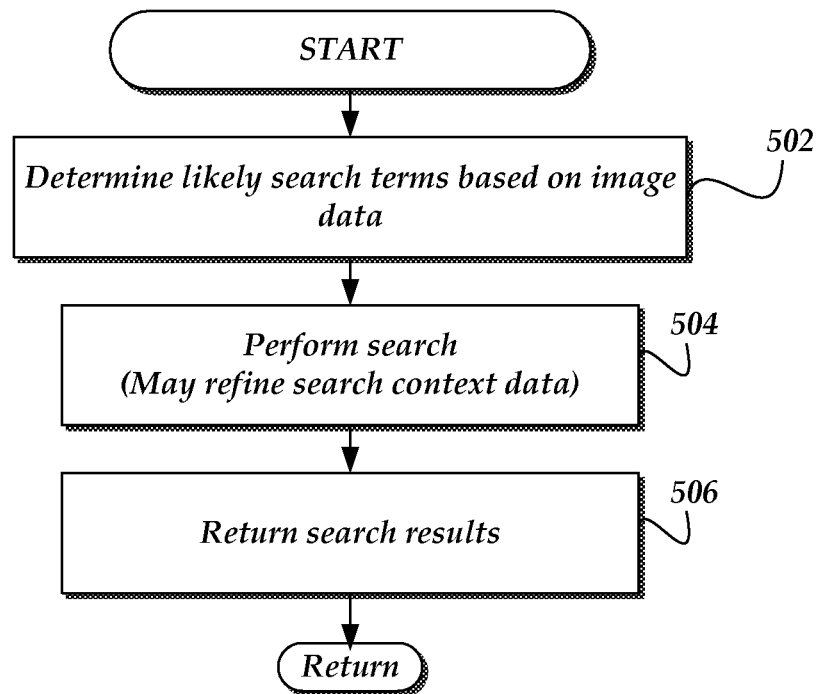 START
502
Determine likely search terms based on image
data
504
Perform search
(May refine search context data)
506
Return search results
Return